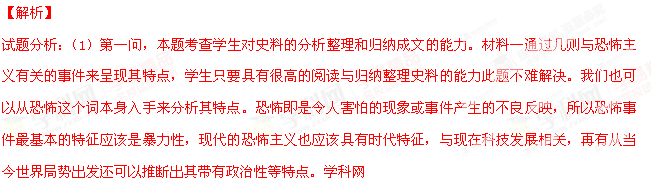 【解析】
试题分析：（1）第一问，本题考查学生对史料的分析整理和归纳成文的能力。材料一通过几则与恐怖主
义有关的事件来呈现其特点，学生只要具有很高的阅读与归纳整理史料的能力此题不难解决。我们也可
以从恐怖这个词本身入手来分析其特点。恐怖即是令人害怕的现象或事件产生的不良反映，所以恐怖事
件最基本的特征应该是暴力性，现代的恐怖主义也应该具有时代特征，与现在科技发展相关，再有从当
今世界局势出发还可以推断出其带有政治性等特点。学科网